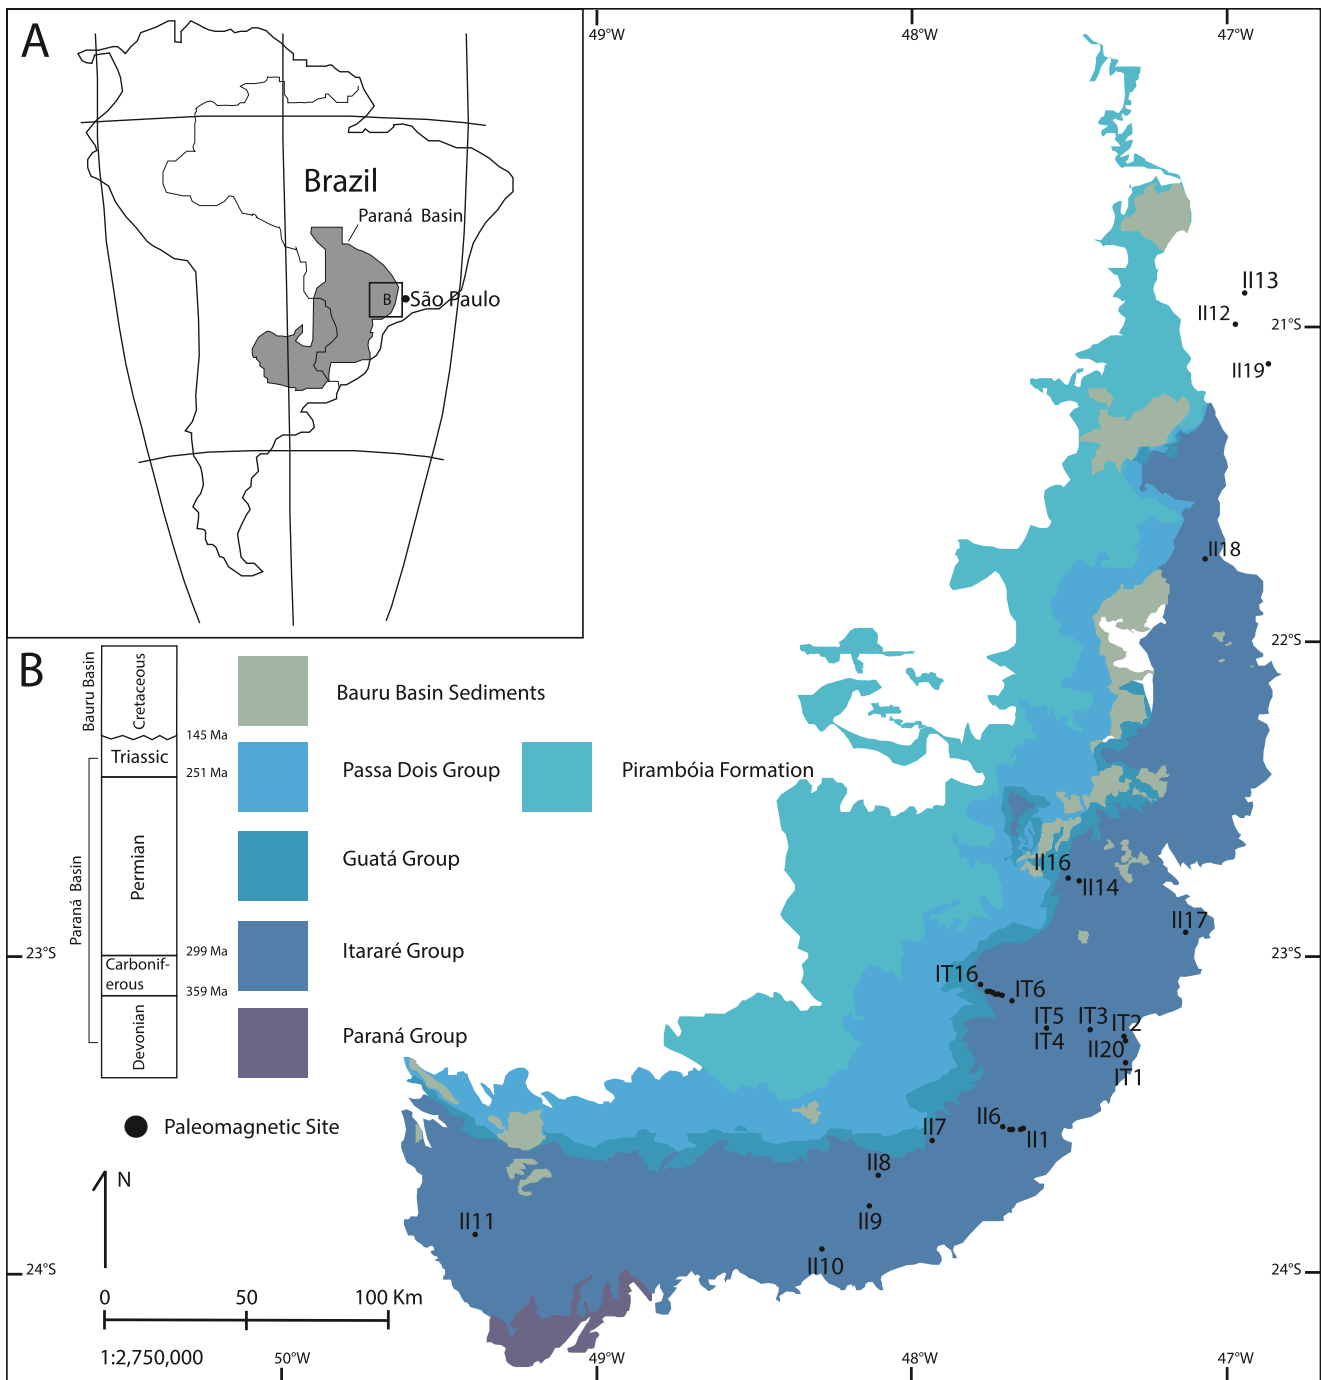 A
Brazil
Paraná Basin
B
São Paulo
49°W
48°W
47°W
II13
II12
21°S
II19
II18
22°S
B
Bauru Basin
Cretaceous
Bauru Basin Sediments
145 Ma
Triassic
251 Ma
Passa Dois Group
Pirambóia Formation
Paraná Basin
Permian
Guatá Group
299 Ma
Itararé Group
Carbonif-
erous
359 Ma
Devonian
Paraná Group
Paleomagnetic Site
II16
II14
II17
23°S
23°S
IT16
IT6
IT5
IT4
IT3
IT2
II20
IT1
II7
II6
II1
II8
II9
II11
II10
N
24°S
24°S
0
50
100 Km
1:2,750,000
50°W
49°W
48°W
47°W